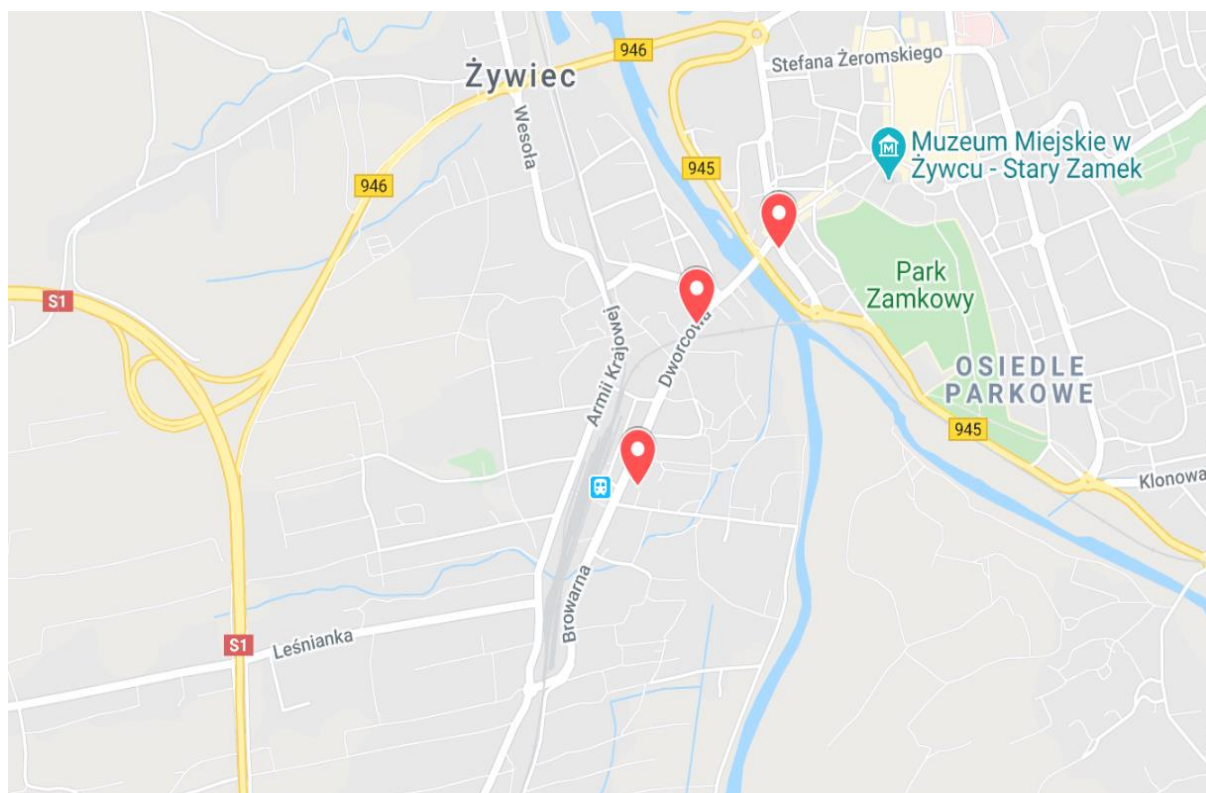 946
Stefana Żeromskiego
Żywiec
Wesoła
Muzeum Miejskie w
Żywcu - Stary Zamek
945
946
Park
Zamkowy
S1
Armii Krajowej
Dworcowa
OSIEDLE
PARKOWE
945
Klonowa
Browarna
S1
Leśnianka